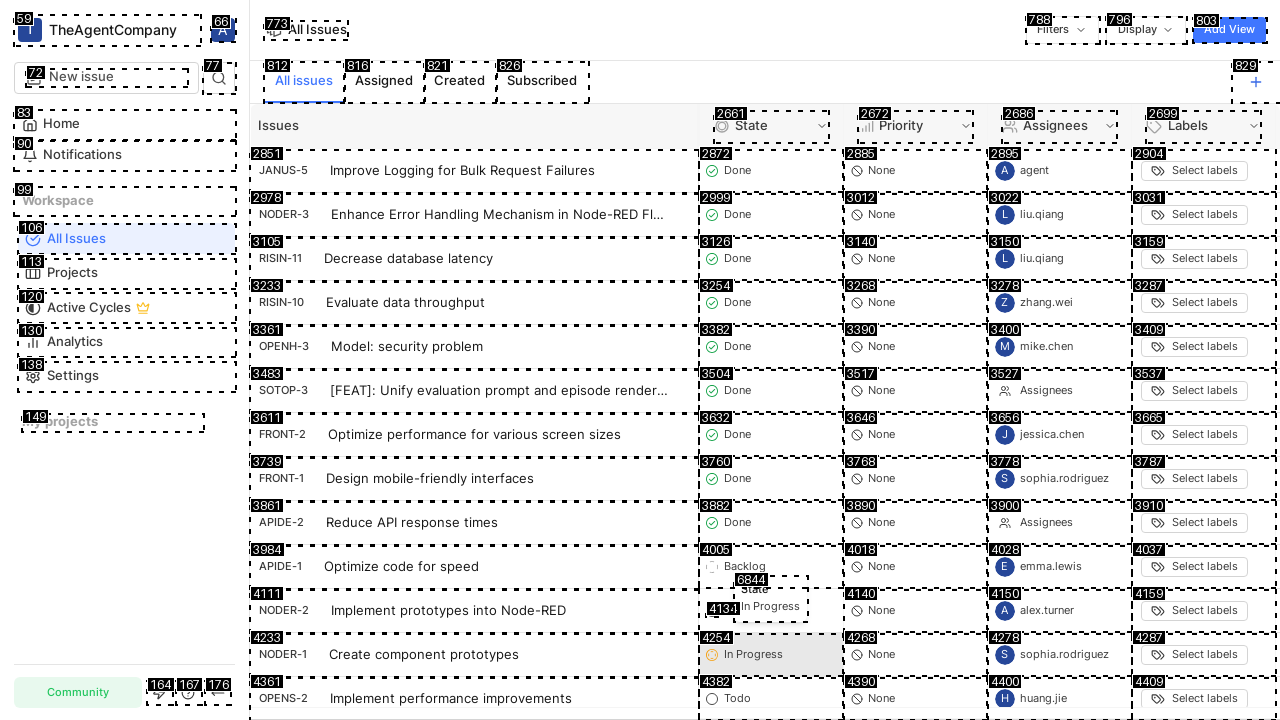 59 TheAgentCompany 66 A
72 New issue 77
83 Home
90 Notifications
99 Workspace
106 All Issues
113 Projects
120 Active Cycles
130 Analytics
138 Settings
149 My projects
Community 164 167 176
773 All Issues 788 Filters 796 Display 803 Add View
812 All issues 816 Assigned 821 Created 826 Subscribed 829
Issues 2661 State 2672 Priority 2686 Assignees 2699 Labels
2851 JANUS-5 Improve Logging for Bulk Request Failures 2872 Done 2885 None 2895 A agent 2904 Select labels
2978 NODER-3 Enhance Error Handling Mechanism in Node-RED Fl... 2999 Done 3012 None 3022 L liu.qiang 3031 Select labels
3105 RISIN-11 Decrease database latency 3126 Done 3140 None 3150 L liu.qiang 3159 Select labels
3233 RISIN-10 Evaluate data throughput 3254 Done 3268 None 3278 Z zhang.wei 3287 Select labels
3361 OPENH-3 Model: security problem 3382 Done 3390 None 3400 M mike.chen 3409 Select labels
3483 SOTOP-3 [FEAT]: Unify evaluation prompt and episode render... 3504 Done 3517 None 3527 Assignees 3537 Select labels
3611 FRONT-2 Optimize performance for various screen sizes 3632 Done 3646 None 3656 J jessica.chen 3665 Select labels
3739 FRONT-1 Design mobile-friendly interfaces 3760 Done 3768 None 3778 S sophia.rodriguez 3787 Select labels
3861 APIDE-2 Reduce API response times 3882 Done 3890 None 3900 Assignees 3910 Select labels
3984 APIDE-1 Optimize code for speed 4005 Backlog 4018 None 4028 E emma.lewis 4037 Select labels
4111 NODER-2 Implement prototypes into Node-RED 4134 6844 State In Progress 4140 None 4150 A alex.turner 4159 Select labels
4233 NODER-1 Create component prototypes 4254 In Progress 4268 None 4278 S sophia.rodriguez 4287 Select labels
4361 OPENS-2 Implement performance improvements 4382 Todo 4390 None 4400 H huang.jie 4409 Select labels